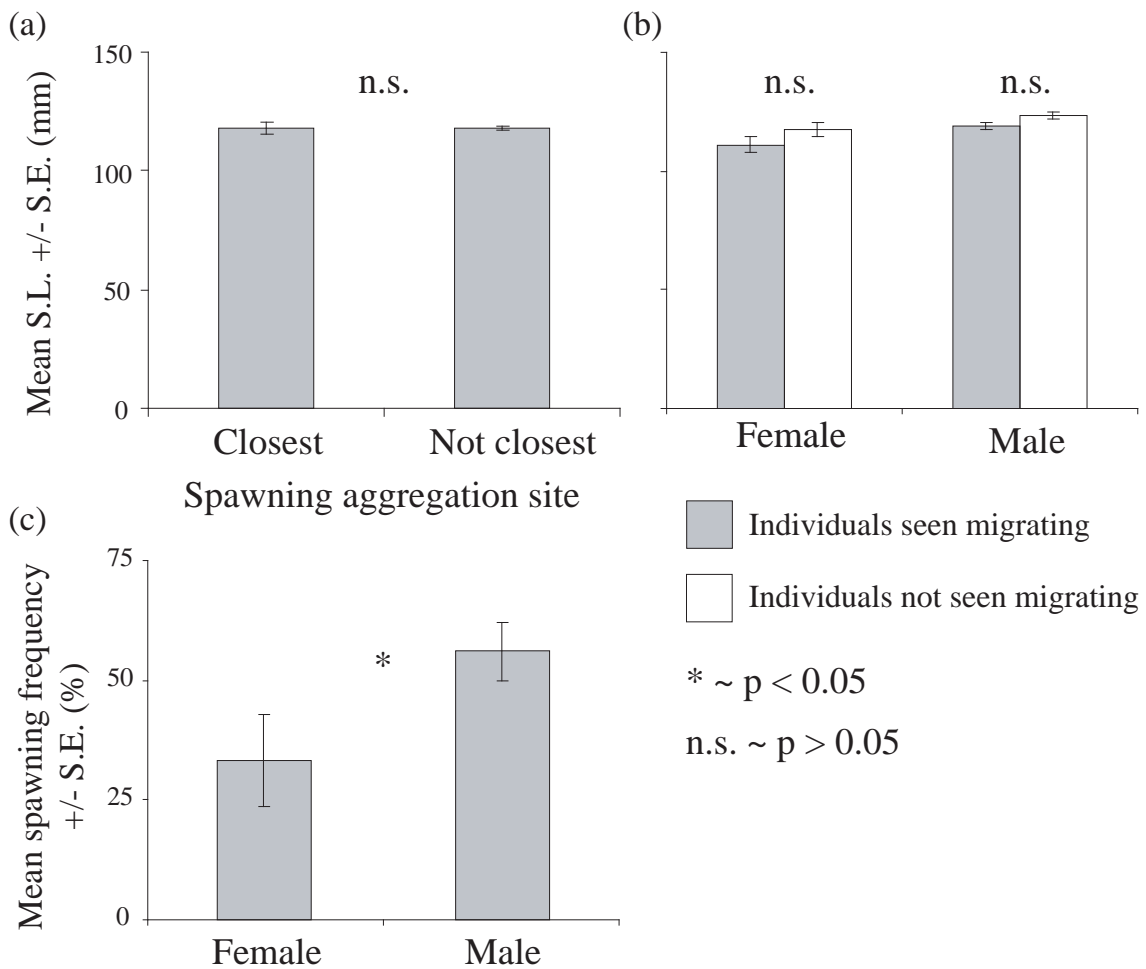 (a)
Mean S.L. +/- S.E. (mm)
150
100
50
0
n.s.
Closest
Not closest
Spawning aggregation site
(b)
n.s.
n.s.
Female
Male
Individuals seen migrating
Individuals not seen migrating
* ~ p < 0.05
n.s. ~ p > 0.05
(c)
Mean spawning frequency
+/- S.E. (%)
75
50
25
0
*
Female
Male